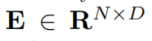 E ∈ R^{N×D}